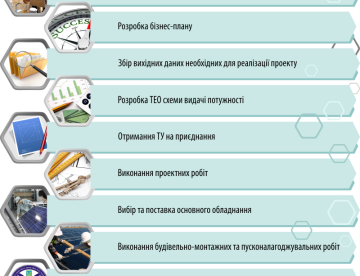 SUCCESS
Розробка бізнес-плану
Збір вихідних даних необхідних для реалізації проекту
Розробка ТЕО схеми видачі потужності
Отримання ТУ на приєднання
Виконання проектних робіт
Вибір та поставка основного обладнання
Виконання будівельно-монтажних та пусконалагоджувальних робіт